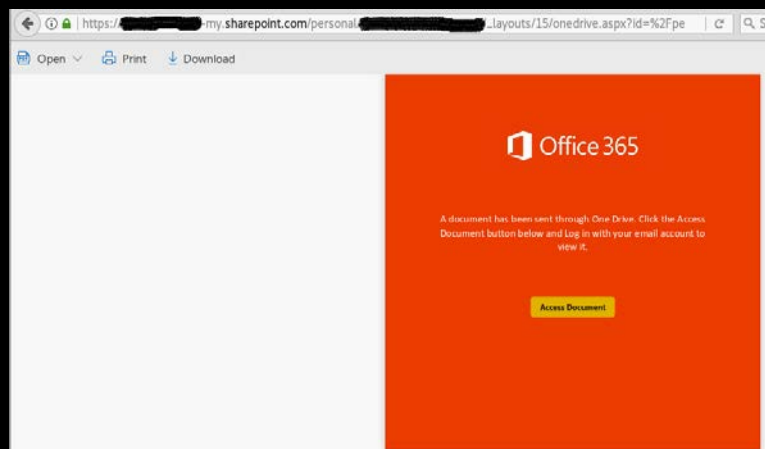 https:/
-my.sharepoint.com/personal
_layouts/15/onedrive.aspx?id=%2Fpe
S
Open
Print
Download
Office 365
A document has been sent through One Drive. Click the Access
Document button below and Log in with your email account to
view it.
Access Document